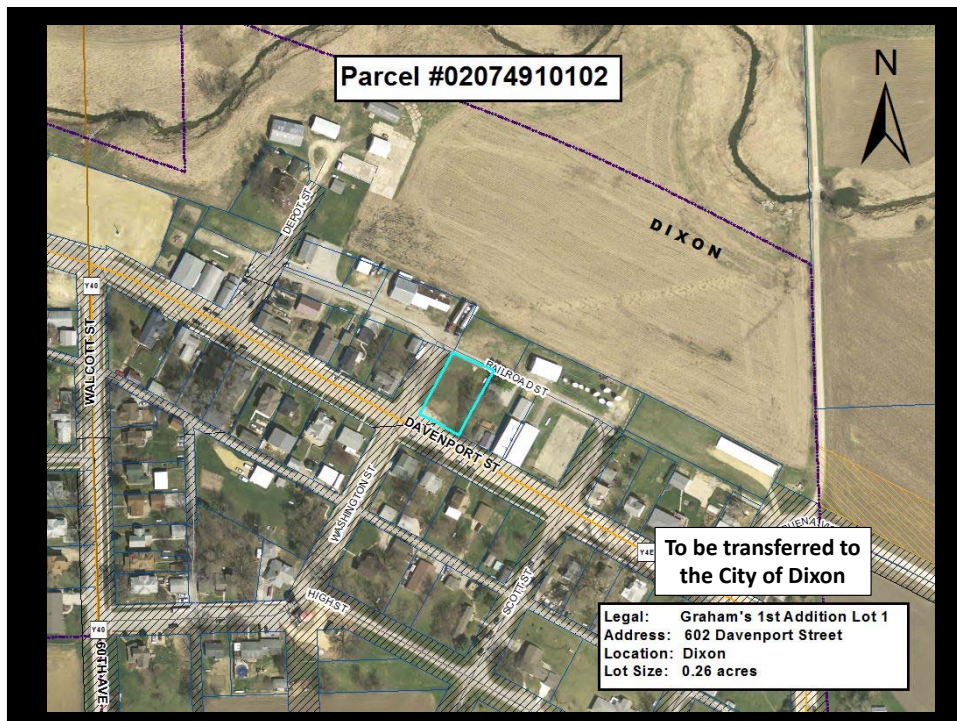 Parcel #02074910102
N
DEPOT ST
DIXON
Y40
WALCOTT ST
RAILROAD ST
DAVENPORT ST
WASHINGTON ST
Y4E
To be transferred to
the City of Dixon
SCOTT ST
HIGH ST
Y40
60TH AVE
Legal: Graham's 1st Addition Lot 1
Address: 602 Davenport Street
Location: Dixon
Lot Size: 0.26 acres